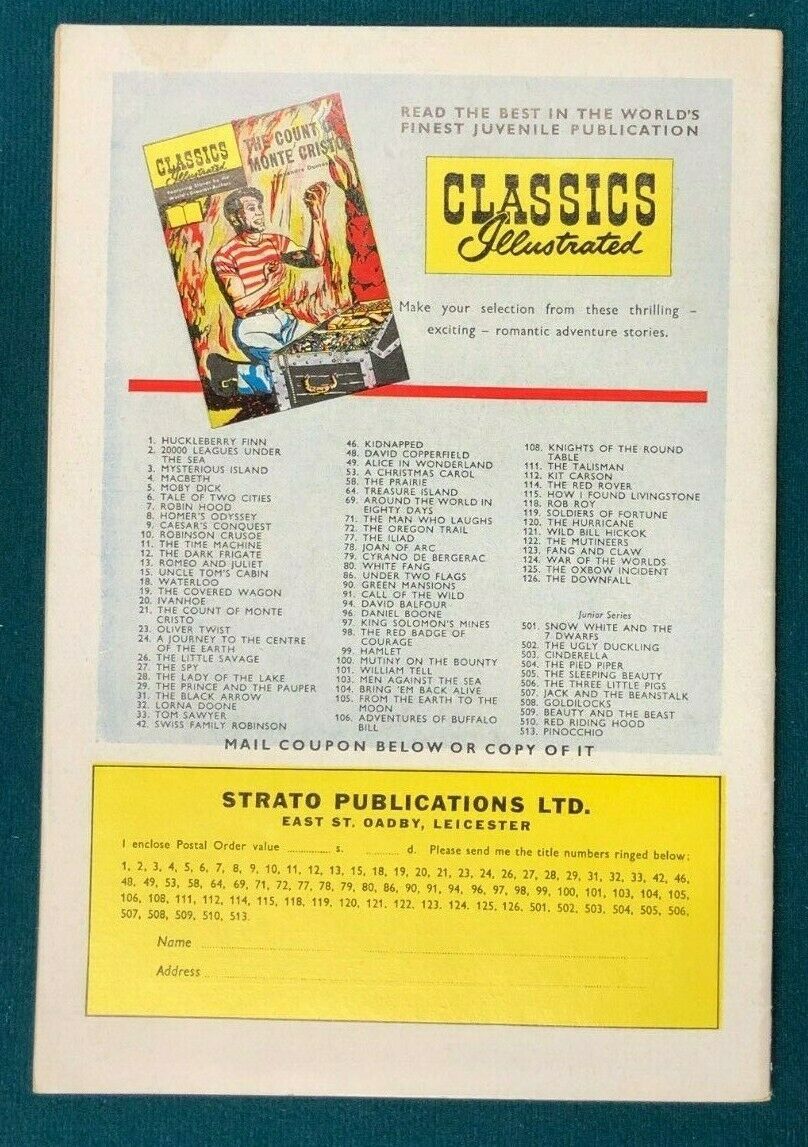 READ THE BEST IN THE WORLD'S
FINEST JUVENILE PUBLICATION
CLASSICS
Illustrated
Featuring Stories by the
World's Greatest Authors
THE COUNT OF
MONTE CRISTO
CLASSICS
Illustrated
Make your selection from these thrilling –
exciting – romantic adventure stories.
1. HUCKLEBERRY FINN
2. 20000 LEAGUES UNDER
THE SEA
3. MYSTERIOUS ISLAND
4. MACBETH
5. MOBY DICK
6. TALE OF TWO CITIES
7. ROBIN HOOD
8. HOMER'S ODYSSEY
9. CAESAR'S CONQUEST
10. ROBINSON CRUSOE
11. THE TIME MACHINE
12. THE DARK FRIGATE
13. ROMEO AND JULIET
15. UNCLE TOM'S CABIN
18. WATERLOO
19. THE COVERED WAGON
20. IVANHOE
21. THE COUNT OF MONTE
CRISTO
23. OLIVER TWIST
24. A JOURNEY TO THE CENTRE
OF THE EARTH
26. THE LITTLE SAVAGE
27. THE SPY
28. THE LADY OF THE LAKE
29. THE PRINCE AND THE PAUPER
31. THE BLACK ARROW
32. LORNA DOONE
33. TOM SAWYER
42. SWISS FAMILY ROBINSON
46. KIDNAPPED
48. DAVID COPPERFIELD
49. ALICE IN WONDERLAND
53. A CHRISTMAS CAROL
58. THE PRAIRIE
64. TREASURE ISLAND
69. AROUND THE WORLD IN
EIGHTY DAYS
71. THE MAN WHO LAUGHS
72. THE OREGON TRAIL
77. THE ILIAD
78. JOAN OF ARC
79. CYRANO DE BERGERAC
80. WHITE FANG
86. UNDER TWO FLAGS
90. GREEN MANSIONS
91. CALL OF THE WILD
94. DAVID BALFOUR
96. DANIEL BOONE
97. KING SOLOMON'S MINES
98. THE RED BADGE OF
COURAGE
99. HAMLET
100. MUTINY ON THE BOUNTY
101. WILLIAM TELL
103. MEN AGAINST THE SEA
104. BRING 'EM BACK ALIVE
105. FROM THE EARTH TO THE
MOON
106. ADVENTURES OF BUFFALO
BILL
108. KNIGHTS OF THE ROUND
TABLE
111. THE TALISMAN
112. KIT CARSON
114. THE RED ROVER
115. HOW I FOUND LIVINGSTONE
118. ROB ROY
119. SOLDIERS OF FORTUNE
120. THE HURRICANE
121. WILD BILL HICKOK
122. THE MUTINEERS
123. FANG AND CLAW
124. WAR OF THE WORLDS
125. THE OXBOW INCIDENT
126. THE DOWNFALL
Junior Series
501. SNOW WHITE AND THE
7 DWARFS
502. THE UGLY DUCKLING
503. CINDERELLA
504. THE PIED PIPER
505. THE SLEEPING BEAUTY
506. THE THREE LITTLE PIGS
507. JACK AND THE BEANSTALK
508. GOLDILOCKS
509. BEAUTY AND THE BEAST
510. RED RIDING HOOD
513. PINOCCHIO
MAIL COUPON BELOW OR COPY OF IT
STRATO PUBLICATIONS LTD.
EAST ST. OADBY, LEICESTER
I enclose Postal Order value ............ s. ......... d. Please send me the title numbers ringed below;
1, 2, 3, 4, 5, 6, 7, 8, 9, 10, 11, 12, 13, 15, 18, 19, 20, 21, 23, 24, 26, 27, 28, 29, 31, 32, 33, 42, 46,
48, 49, 53, 58, 64, 69, 71, 72, 77, 78, 79, 80, 86, 90, 91, 94, 96, 97, 98, 99, 100, 101, 103, 104, 105,
106, 108, 111, 112, 114, 115, 118, 119, 120, 121. 122. 123. 124. 125. 126. 501, 502, 503, 504, 505, 506,
507, 508, 509, 510, 513.
Name
Address